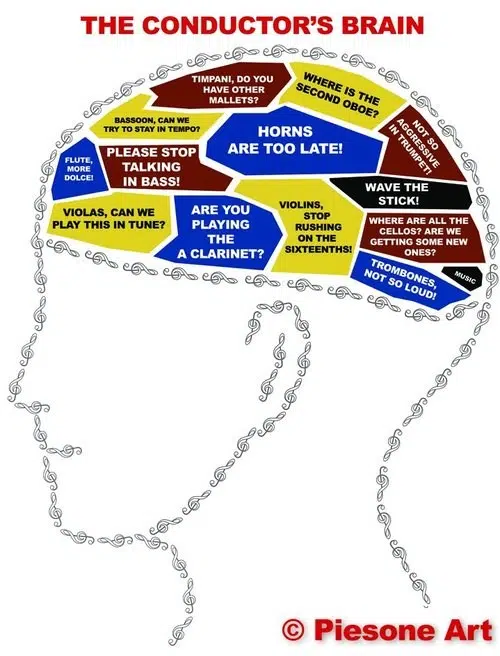 THE CONDUCTOR'S BRAIN
TIMPANI, DO YOU
HAVE OTHER
MALLETS?
WHERE IS THE
SECOND OBOE?
BASSOON, CAN WE
TRY TO STAY IN TEMPO?
HORNS
ARE TOO LATE!
NOT SO
AGGRESSIVE
IN TRUMPET!
FLUTE,
MORE
DOLCE!
PLEASE STOP
TALKING
IN BASS!
WAVE THE
STICK!
VIOLAS, CAN WE
PLAY THIS IN TUNE?
ARE YOU
PLAYING
THE
A CLARINET?
VIOLINS,
STOP
RUSHING
ON THE
SIXTEENTHS!
WHERE ARE ALL THE
CELLOS? ARE WE
GETTING SOME NEW
ONES?
TROMBONES,
NOT SO LOUD!
MUSIC
© Piesone Art